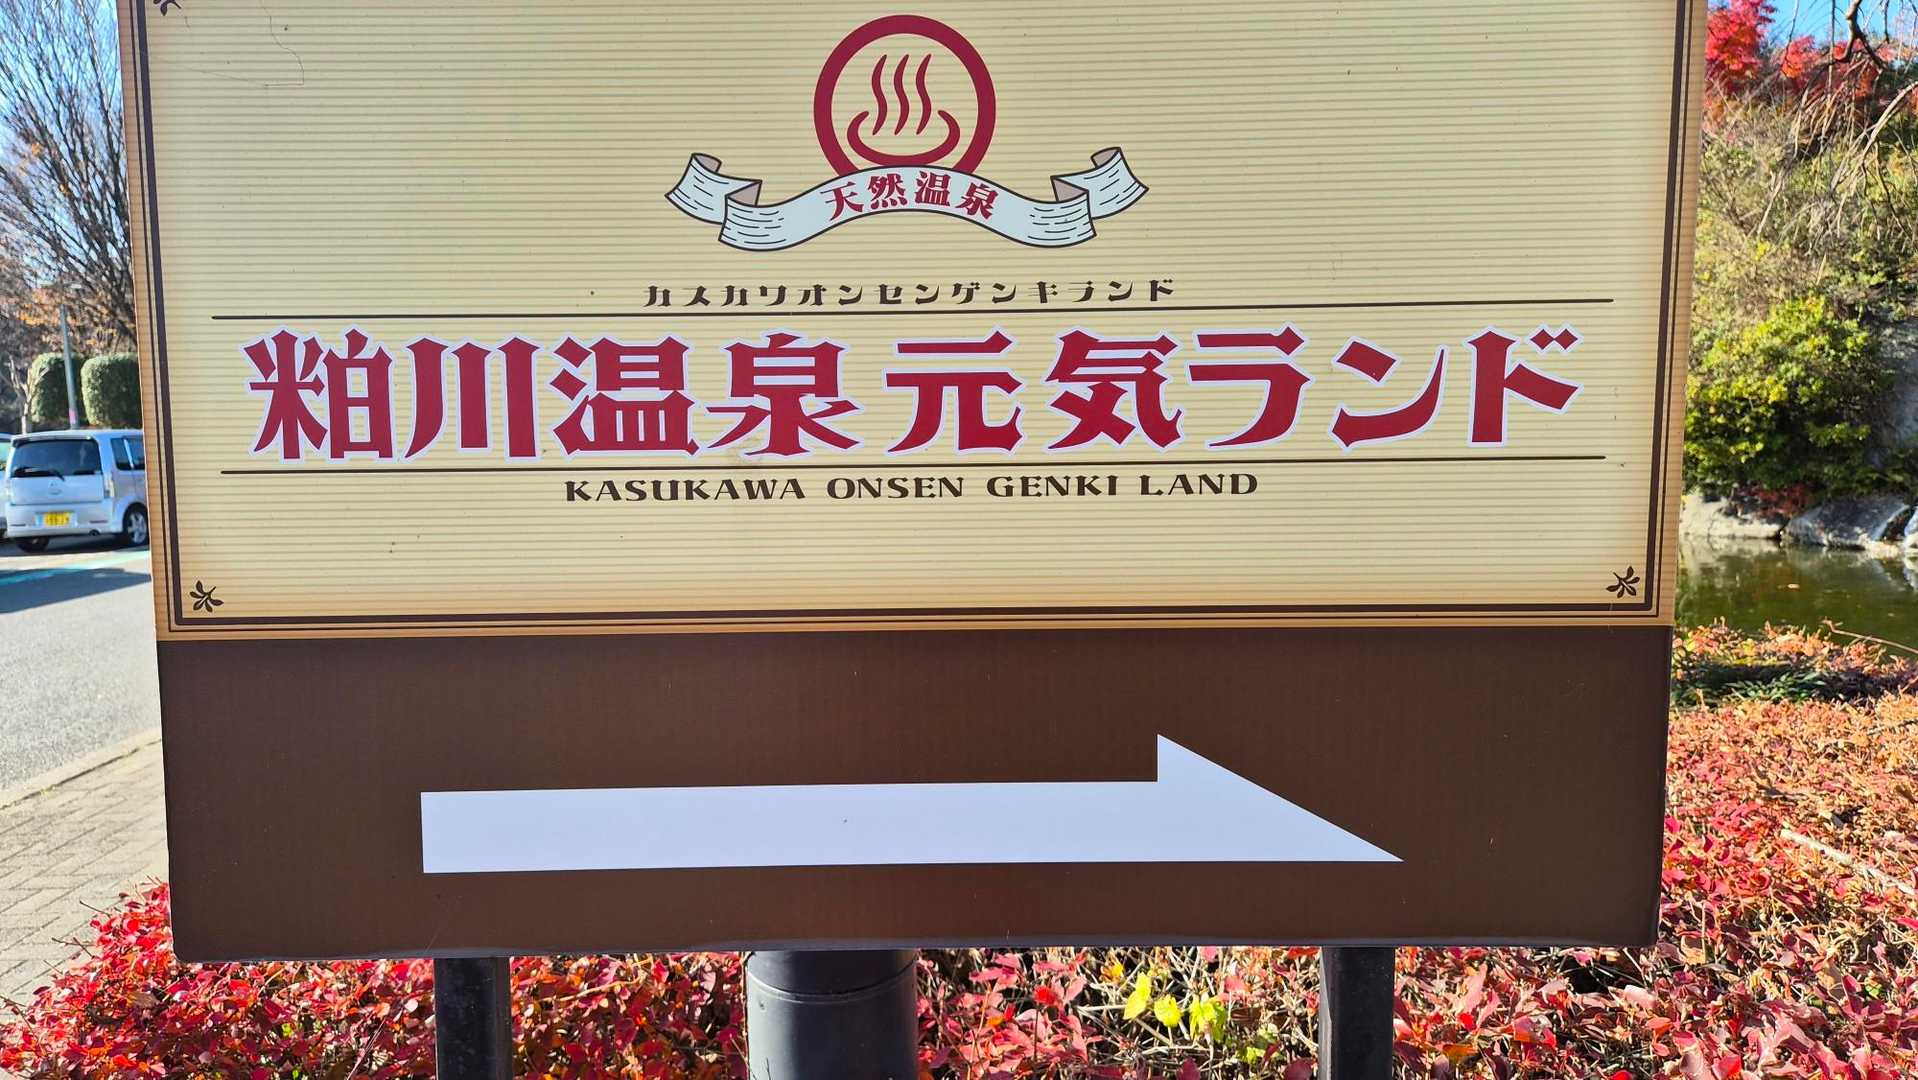 天然温泉
カスカワオンセンゲンキランド
粕川温泉元気ランド
KASUKAWA ONSEN GENKI LAND